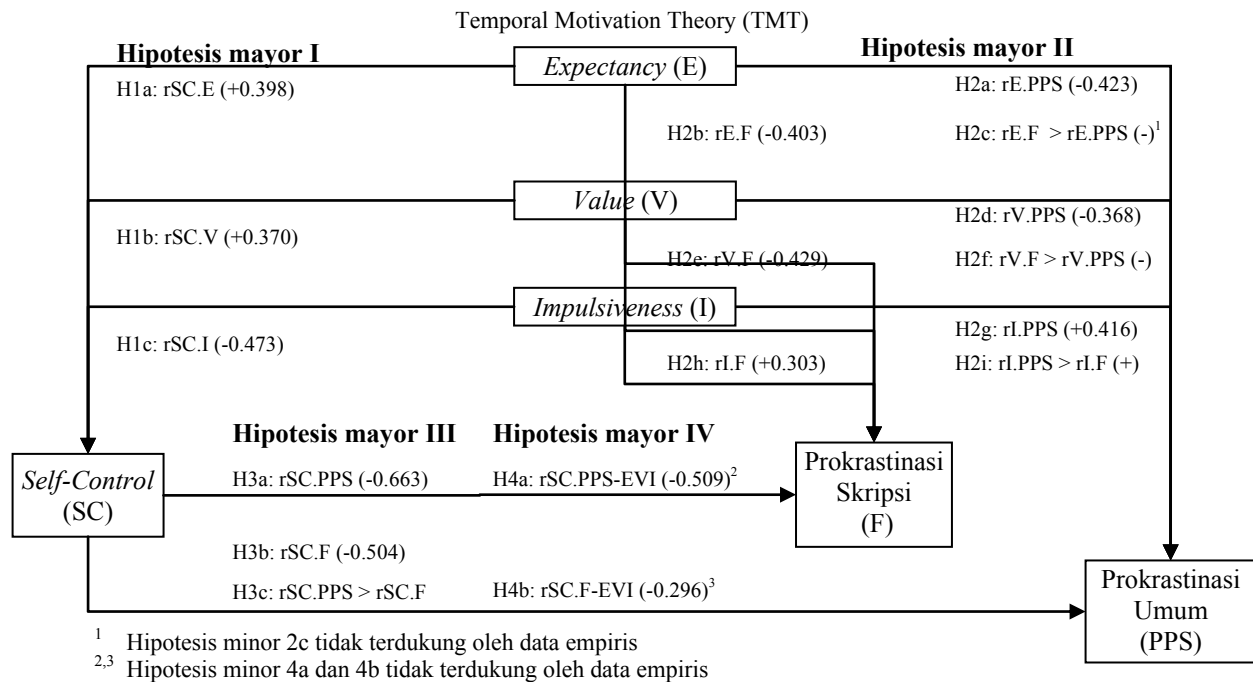 Temporal Motivation Theory (TMT)
Hipotesis mayor I
Expectancy (E)
Hipotesis mayor II
H1a: rSC.E (+0.398)
H2a: rE.PPS (-0.423)
H2b: rE.F (-0.403)
H2c: rE.F > rE.PPS (-)1
Value (V)
H1b: rSC.V (+0.370)
H2d: rV.PPS (-0.368)
H2e: rV.F (-0.429)
H2f: rV.F > rV.PPS (-)
Impulsiveness (I)
H1c: rSC.I (-0.473)
H2g: rI.PPS (+0.416)
H2h: rI.F (+0.303)
H2i: rI.PPS > rI.F (+)
Hipotesis mayor III
Hipotesis mayor IV
Self-Control
(SC)
H3a: rSC.PPS (-0.663)
H4a: rSC.PPS-EVI (-0.509)2
Prokrastinasi
Skripsi
(F)
H3b: rSC.F (-0.504)
H3c: rSC.PPS > rSC.F
H4b: rSC.F-EVI (-0.296)3
Prokrastinasi
Umum
(PPS)
1 Hipotesis minor 2c tidak terdukung oleh data empiris
2,3 Hipotesis minor 4a dan 4b tidak terdukung oleh data empiris